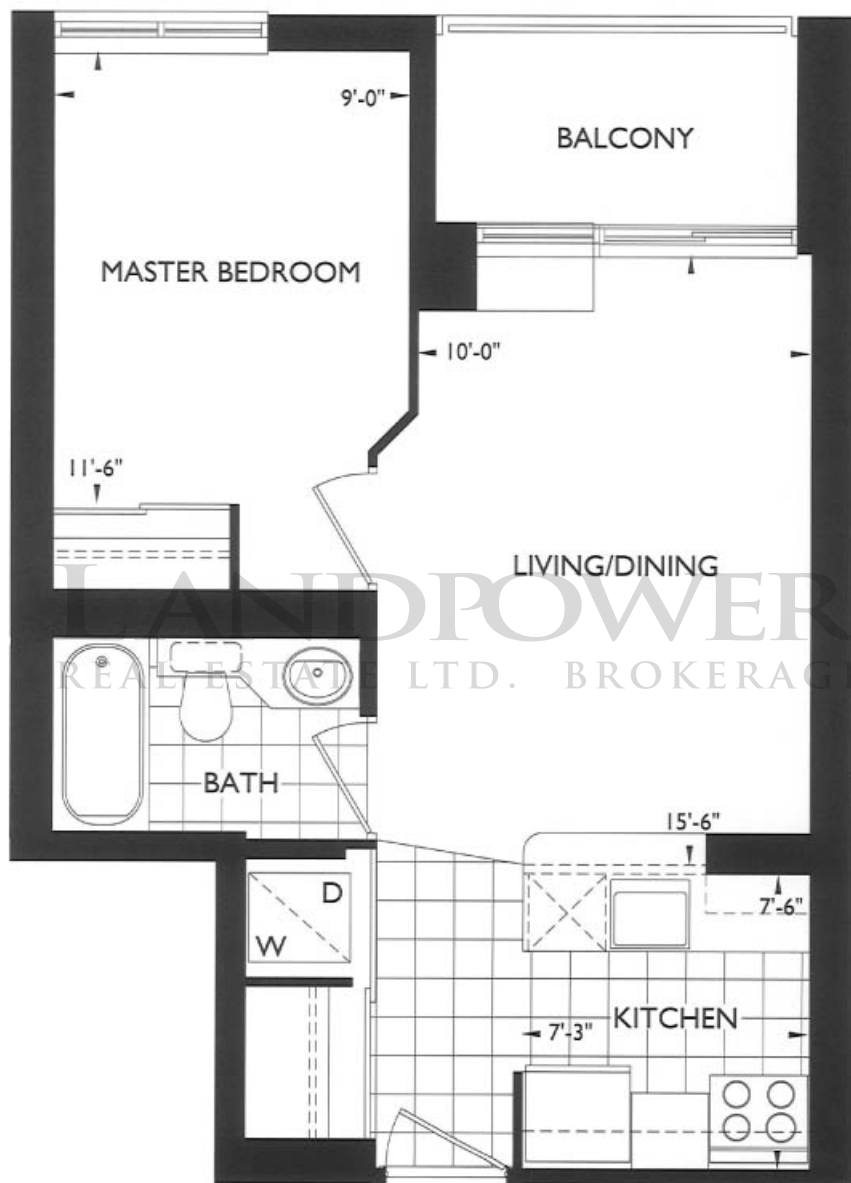 9'-0"
BALCONY
MASTER BEDROOM
10'-0"
11'-6"
LIVING/DINING
LANDPOWER
REAL ESTATE LTD. BROKERAGE
BATH
15'-6"
D
W
7'-6"
7'-3"
KITCHEN